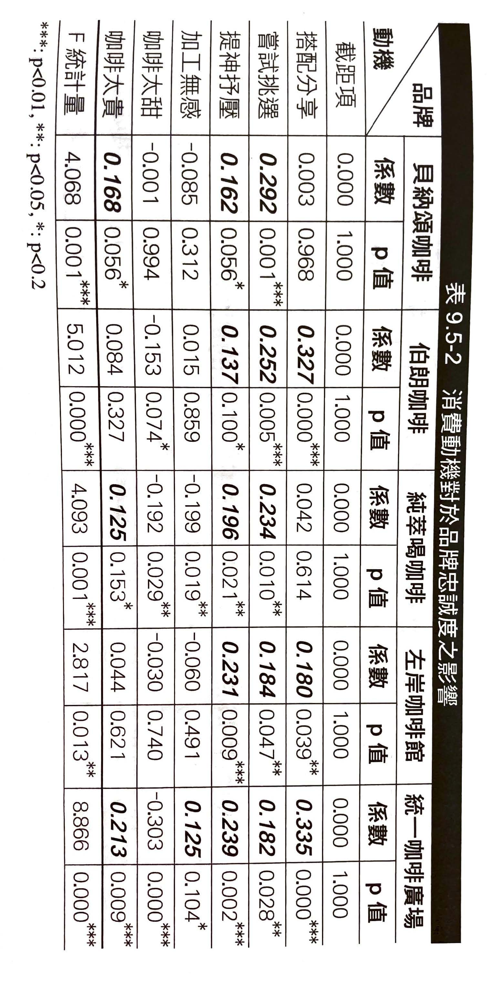 表 9.5-2 消費動機對於品牌忠誠度之影響
品牌 貝納頌咖啡 伯朗咖啡 純萃喝咖啡 左岸咖啡館 統一咖啡廣場
動機 係數 p 值 係數 p 值 係數 p 值 係數 p 值 係數 p 值
截距項 0.000 1.000 0.000 1.000 0.000 1.000 0.000 1.000 0.000 1.000
搭配分享 0.003 0.968 0.327 0.000*** 0.042 0.614 0.180 0.039** 0.335 0.000***
嘗試挑選 0.292 0.001*** 0.252 0.005*** 0.234 0.010** 0.184 0.047** 0.182 0.028**
提神抒壓 0.162 0.056* 0.137 0.100* 0.196 0.021** 0.231 0.009*** 0.239 0.002***
加工無感 -0.085 0.312 0.015 0.859 -0.199 0.019** -0.060 0.491 0.125 0.104*
咖啡太甜 -0.001 0.994 -0.153 0.074* -0.192 0.029** -0.030 0.740 -0.303 0.000***
咖啡太貴 0.168 0.056* 0.084 0.327 0.125 0.153* 0.044 0.621 0.213 0.009***
F 統計量 4.068 0.001*** 5.012 0.000*** 4.093 0.001*** 2.817 0.013** 8.866 0.000***
***: p<0.01, **: p<0.05, *: p<0.2